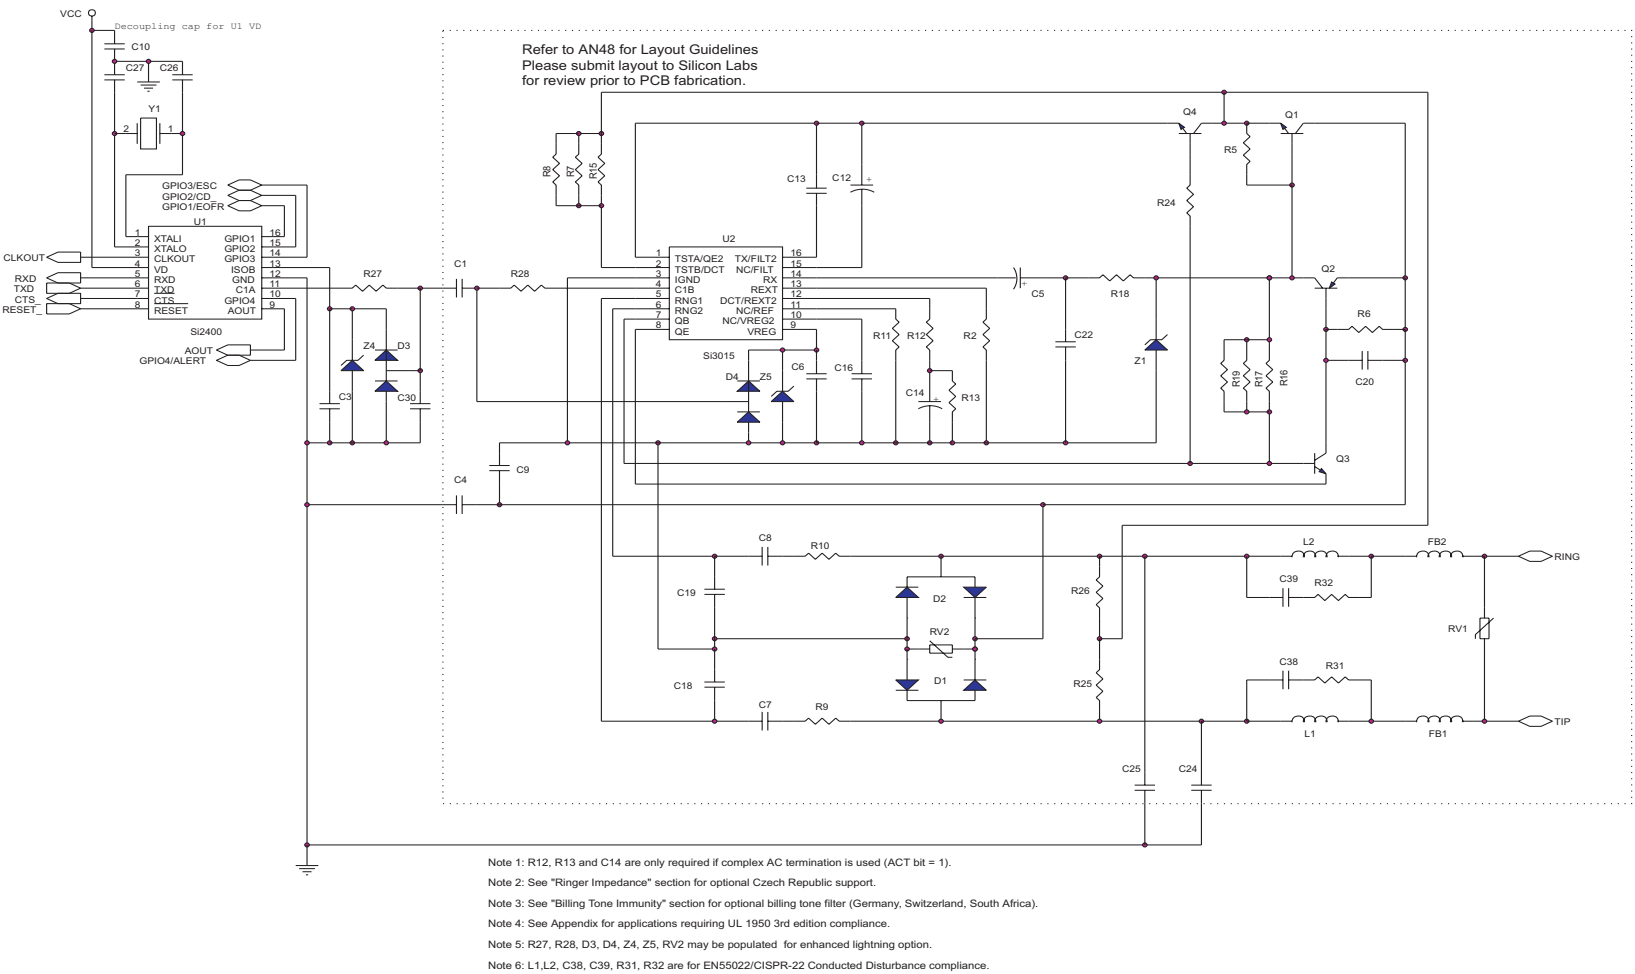 VCC
Decoupling cap for U1 VD
C10
C27
C26
Y1
2
1
Refer to AN48 for Layout Guidelines
Please submit layout to Silicon Labs
for review prior to PCB fabrication.
GPIO3/ESC
GPIO2/CD_
GPIO1/EOFR
U1
1 XTALI GPIO1 16
2 XTALO GPIO2 15
3 CLKOUT GPIO3 14
4 VD ISOB 13
5 RXD GND 12
6 TXD C1A 11
7 CTS GPIO4 10
8 RESET AOUT 9
Si2400
CLKOUT
RXD
TXD
CTS_
RESET_
AOUT
GPIO4/ALERT
R27
C1
R28
Z4
D3
C3
C30
R8
R7
R15
C13
C12
+
U2
1 TSTA/QE2 TX/FILT2 16
2 TSTB/DCT NC/FILT 15
3 IGND RX 14
4 C1B REXT 13
5 RNG1 DCT/REXT2 12
6 RNG2 NC/REF 11
7 QB NC/VREG2 10
8 QE VREG 9
Si3015
D4
Z5
C6
C16
R11
R12
R2
C14
+
R13
Q4
Q1
R5
R24
C5
+
R18
C22
Z1
Q2
R6
C20
R19
R17
R16
Q3
C9
C4
C8
R10
C19
C18
C7
R9
D2
RV2
D1
R26
R25
L2
FB2
RING
C39
R32
RV1
C38
R31
L1
FB1
TIP
C25
C24
Note 1: R12, R13 and C14 are only required if complex AC termination is used (ACT bit = 1).
Note 2: See "Ringer Impedance" section for optional Czech Republic support.
Note 3: See "Billing Tone Immunity" section for optional billing tone filter (Germany, Switzerland, South Africa).
Note 4: See Appendix for applications requiring UL 1950 3rd edition compliance.
Note 5: R27, R28, D3, D4, Z4, Z5, RV2 may be populated for enhanced lightning option.
Note 6: L1,L2, C38, C39, R31, R32 are for EN55022/CISPR-22 Conducted Disturbance compliance.